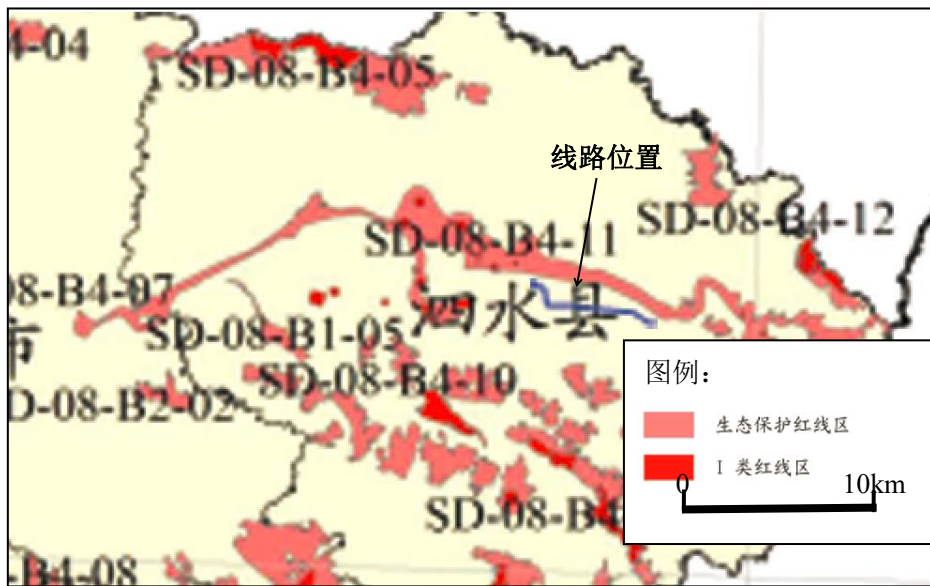 4-04
SD-08-B4-05
线路位置
SD-08-B4-12
SD-08-B4-11
08-B4-07
泗水县
市
SD-08-B1-05
SD-08-B4-10
D-08-B2-02
图例：
生态保护红线区
I 类红线区
0 10km
SD-08-B4
-B4-08